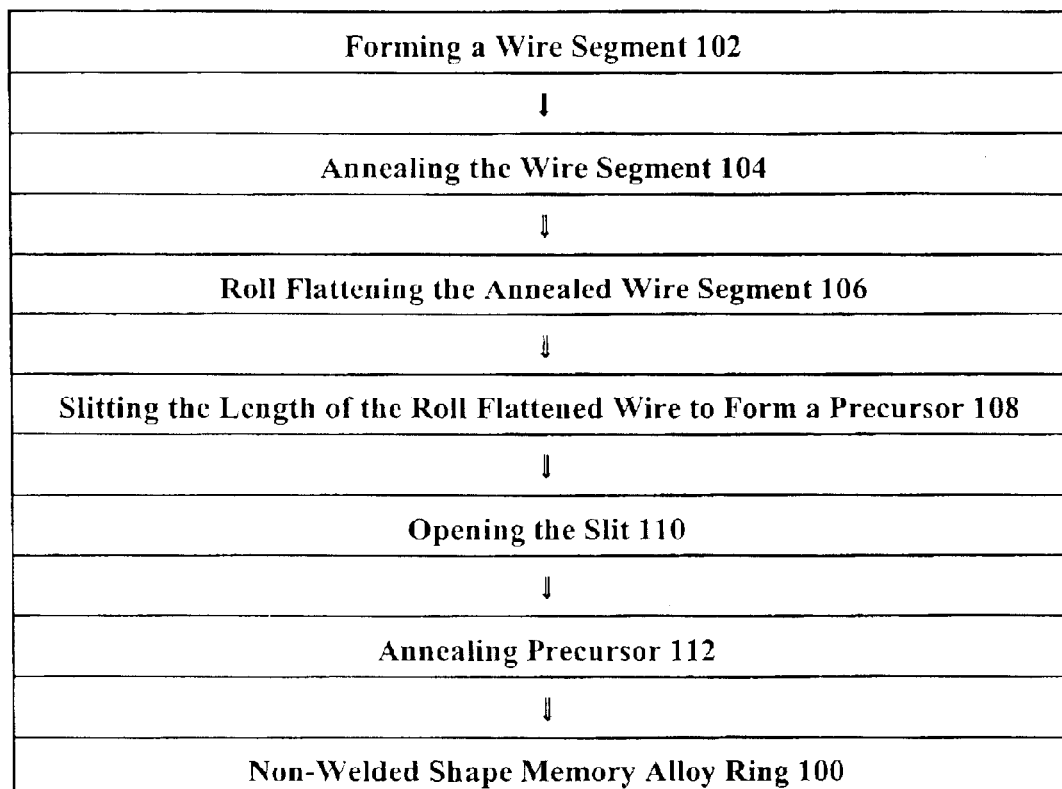 Forming a Wire Segment 102
⬇
Annealing the Wire Segment 104
⇓
Roll Flattening the Annealed Wire Segment 106
⇓
Slitting the Length of the Roll Flattened Wire to Form a Precursor 108
⇓
Opening the Slit 110
⇓
Annealing Precursor 112
⇓
Non-Welded Shape Memory Alloy Ring 100